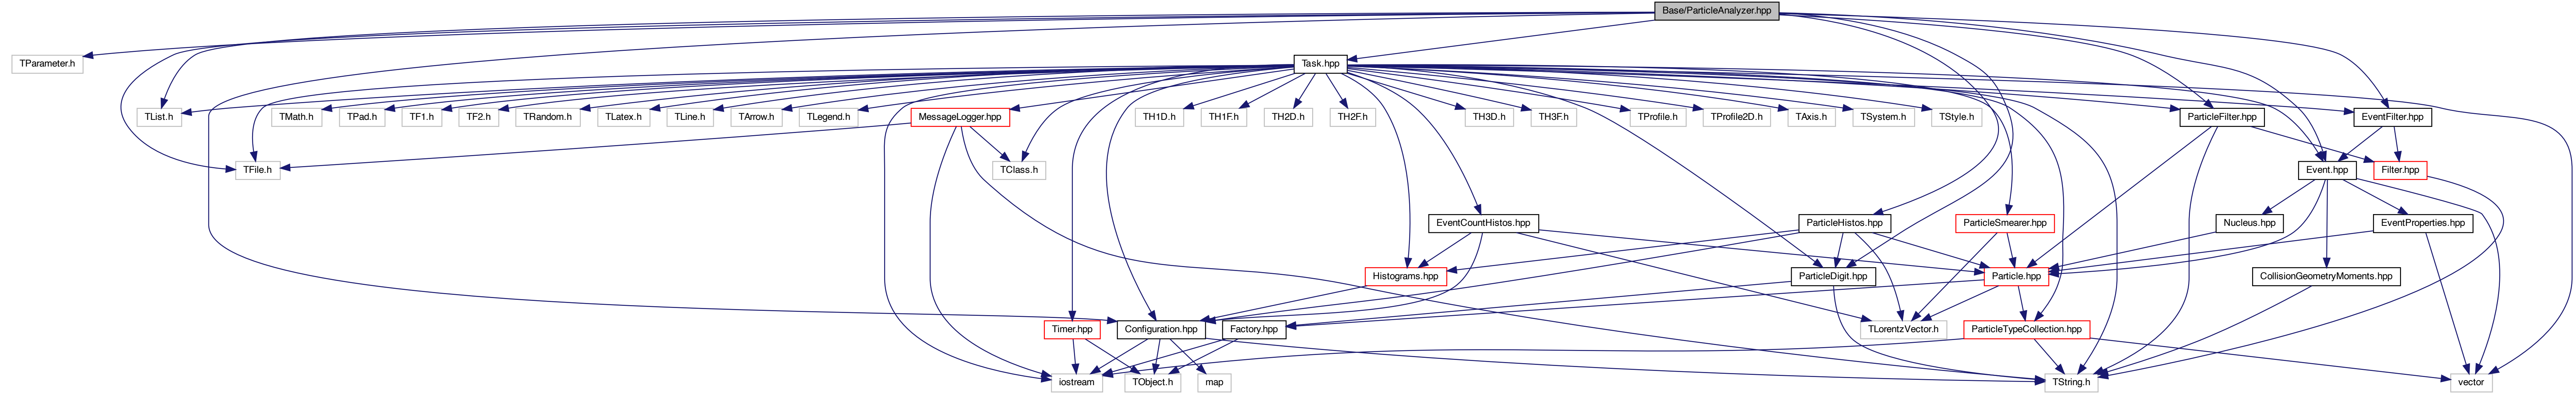 Base/ParticleAnalyzer.hpp
TParameter.h
Task.hpp
TList.h
TMath.h
TPad.h
TF1.h
TF2.h
TRandom.h
TLatex.h
TLine.h
TArrow.h
TLegend.h
MessageLogger.hpp
TH1D.h
TH1F.h
TH2D.h
TH2F.h
TH3D.h
TH3F.h
TProfile.h
TProfile2D.h
TAxis.h
TSystem.h
TStyle.h
ParticleFilter.hpp
EventFilter.hpp
TFile.h
TClass.h
Event.hpp
Filter.hpp
EventCountHistos.hpp
ParticleHistos.hpp
ParticleSmearer.hpp
Nucleus.hpp
EventProperties.hpp
Histograms.hpp
ParticleDigit.hpp
Particle.hpp
CollisionGeometryMoments.hpp
Timer.hpp
Configuration.hpp
Factory.hpp
TLorentzVector.h
ParticleTypeCollection.hpp
iostream
TObject.h
map
TString.h
vector